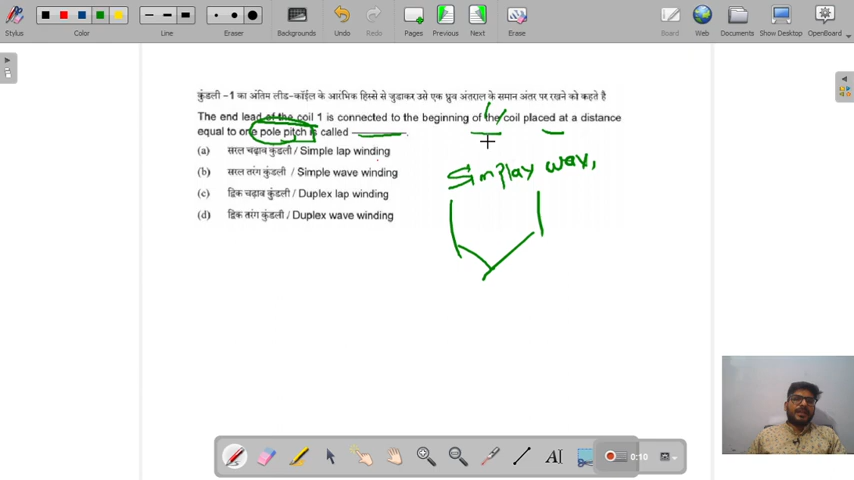 Stylus
Color
Line
Eraser
Backgrounds
Undo
Redo
Pages
Previous
Next
Erase
Board
Web
Documents
Show Desktop
OpenBoard
कुंडली -1 का अंतिम लीड-कॉईल के आरंभिक हिस्से से जुडाकर उसे एक ध्रुव अंतराल के समान अंतर पर रखने को कहते है
The end lead of the coil 1 is connected to the beginning of the coil placed at a distance
equal to one pole pitch is called
(a) सरल चढ़ाव कुंडली / Simple lap winding
(b) सरल तरंग कुंडली / Simple wave winding
(c) द्विक चढ़ाव कुंडली / Duplex lap winding
(d) द्विक तरंग कुंडली / Duplex wave winding
Simplax wav,
0:10